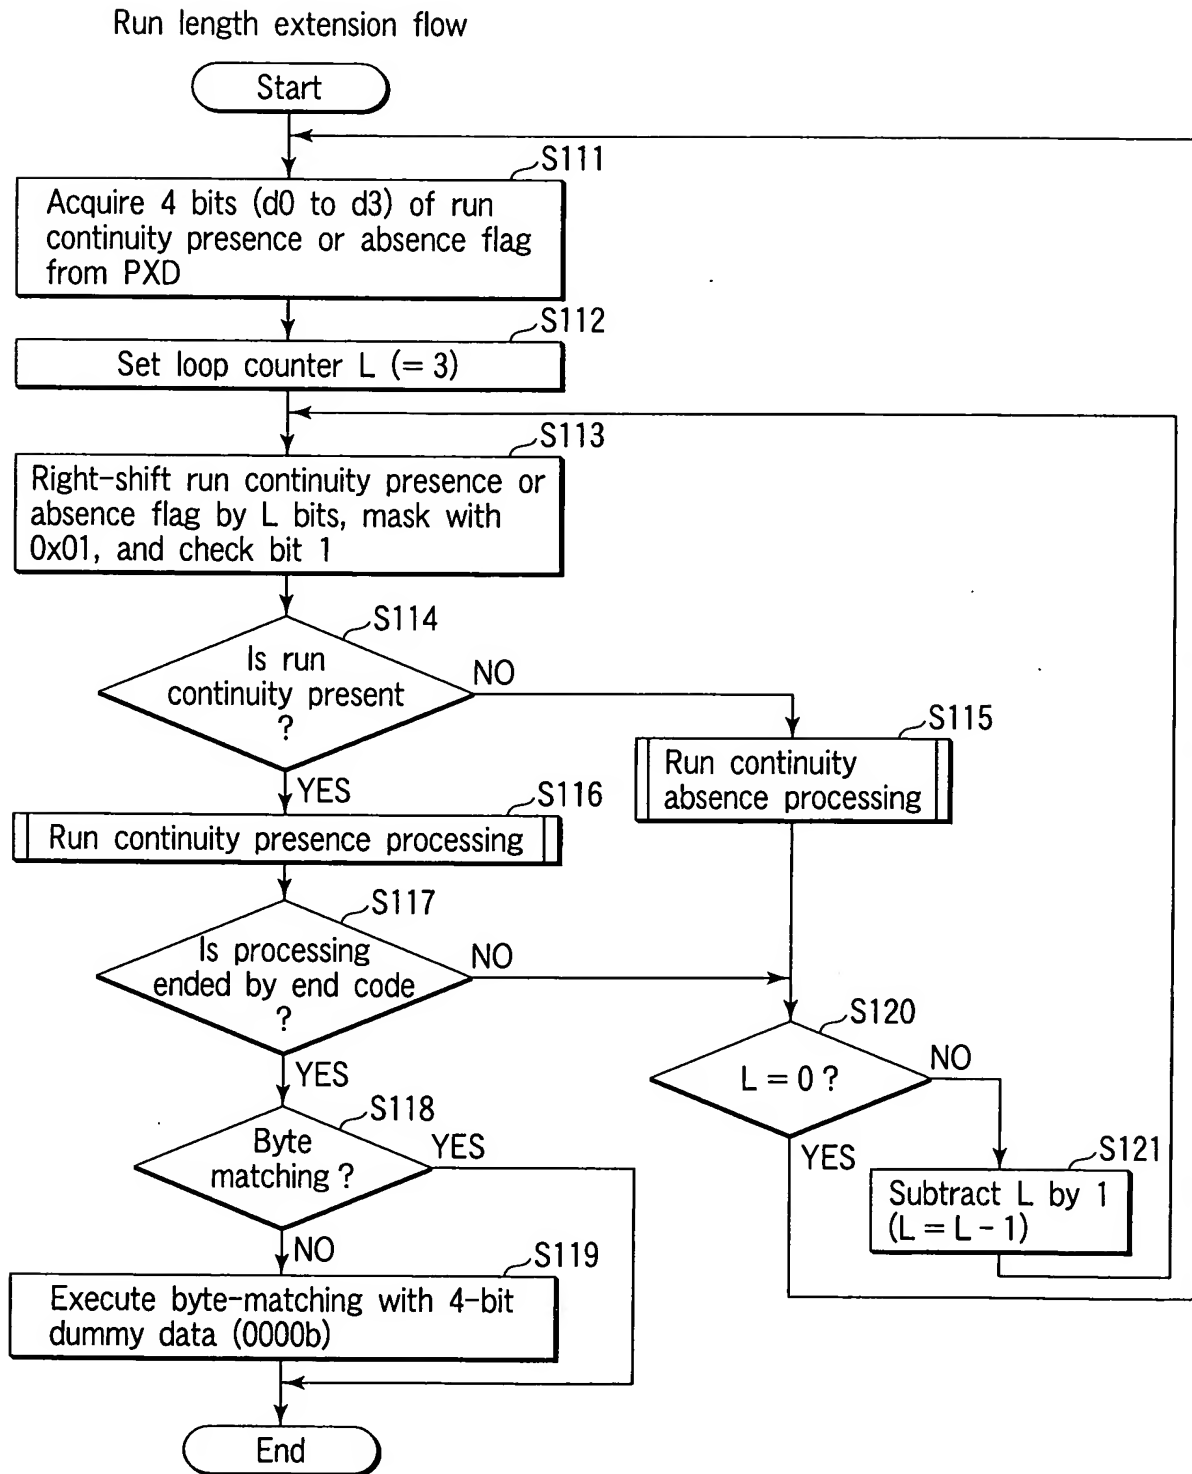 Run length extension flow
Start
S111
Acquire 4 bits (d0 to d3) of run
continuity presence or absence flag
from PXD
S112
Set loop counter L (= 3)
S113
Right-shift run continuity presence or
absence flag by L bits, mask with
0x01, and check bit 1
S114
Is run
continuity present
?
NO
YES
S115
Run continuity
absence processing
S116
Run continuity presence processing
S117
Is processing
ended by end code
?
NO
YES
S120
L = 0 ?
NO
YES
S118
Byte
matching ?
YES
NO
S121
Subtract L by 1
(L = L - 1)
S119
Execute byte-matching with 4-bit
dummy data (0000b)
End